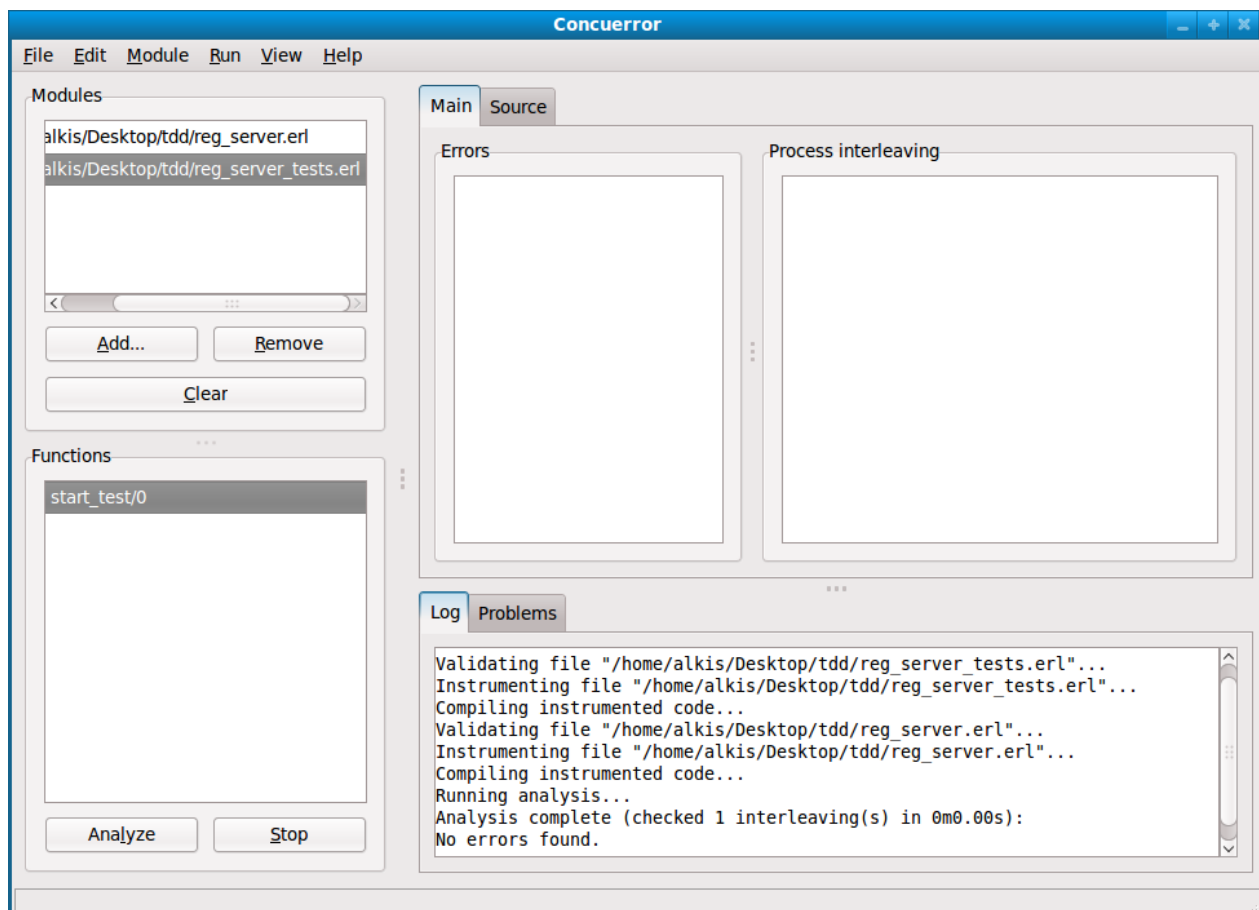 Concuerror
File Edit Module Run View Help
Modules
alkis/Desktop/tdd/reg_server.erl
alkis/Desktop/tdd/reg_server_tests.erl
Add...
Remove
Clear
Functions
start_test/0
Analyze
Stop
Main
Source
Errors
Process interleaving
Log
Problems
Validating file "/home/alkis/Desktop/tdd/reg_server_tests.erl"...
Instrumenting file "/home/alkis/Desktop/tdd/reg_server_tests.erl"...
Compiling instrumented code...
Validating file "/home/alkis/Desktop/tdd/reg_server.erl"...
Instrumenting file "/home/alkis/Desktop/tdd/reg_server.erl"...
Compiling instrumented code...
Running analysis...
Analysis complete (checked 1 interleaving(s) in 0m0.00s):
No errors found.